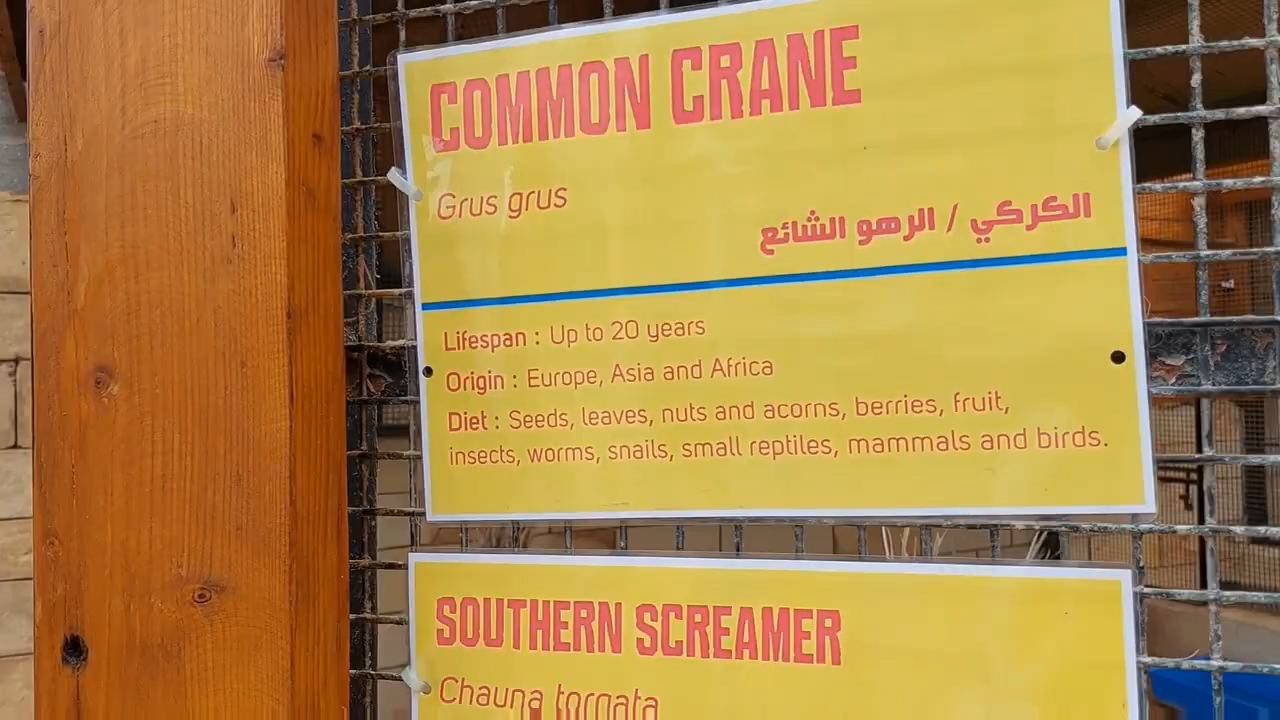 COMMON CRANE
Grus grus
الكركي / الرهو الشائع
Lifespan : Up to 20 years
Origin : Europe, Asia and Africa
Diet : Seeds, leaves, nuts and acorns, berries, fruit,
insects, worms, snails, small reptiles, mammals and birds.
SOUTHERN SCREAMER
Chauna